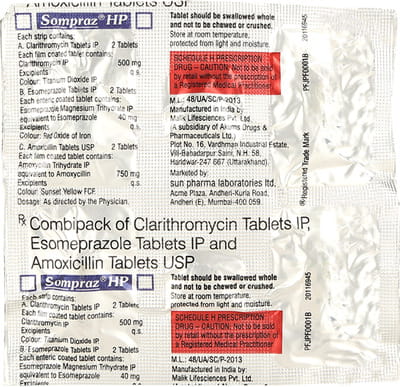 Amoxicillin Tablets USP
Sompraz® HP
Each strip contains:
A. Clarithromycin Tablets IP 2 Tablets
Each film coated tablet contains:
Clarithromycin IP 500 mg
Excipients q.s.
Colour: Titanium Dioxide IP
B. Esomeprazole Tablets IP 2 Tablets
Each enteric coated tablet contains:
Esomeprazole Magnesium Trihydrate IP
equivalent to Esomeprazole 40 mg
Excipients q.s.
Colour: Red Oxide of Iron
C. Amoxicillin Tablets USP 2 Tablets
Each film coated tablet contains:
Amoxycillin Trihydrate IP
equivalent to Amoxycillin 750 mg
Excipients q.s.
Colour: Sunset Yellow FCF.
Dosage: As directed by the Physician.
Tablet should be swallowed whole
and not to be chewed or crushed.
Store at room temperature,
protected from light and moisture.
SCHEDULE H PRESCRIPTION
DRUG – CAUTION: Not to be sold
by retail without the prescription of
a Registered Medical Practitioner.
M.L.: 48/UA/SC/P-2013
Manufactured in India by:
Malik Lifesciences Pvt. Ltd.
(A subsidiary of Akums Drugs &
Pharmaceuticals Ltd.)
Plot No. 16, Vardhman Industrial Estate,
Vill-Bahadarpur Saini, N.H. 58,
Haridwar-247 667 (Uttarakhand).
Marketed by:
sun pharma laboratories ltd.
Acme Plaza, Andheri-Kurla Road,
Andheri (E), Mumbai-400 059.
20116945
PFJPF0001B
® Registered Trade Mark
Rx Combipack of Clarithromycin Tablets IP,
Esomeprazole Tablets IP and
Amoxicillin Tablets USP
Sompraz® HP
Each strip contains:
A. Clarithromycin Tablets IP 2 Tablets
Each film coated tablet contains:
Clarithromycin IP 500 mg
Excipients q.s.
Colour: Titanium Dioxide IP
B. Esomeprazole Tablets IP 2 Tablets
Each enteric coated tablet contains:
Esomeprazole Magnesium Trihydrate IP
equivalent to Esomeprazole 40 mg
Tablet should be swallowed whole
and not to be chewed or crushed.
Store at room temperature,
protected from light and moisture.
SCHEDULE H PRESCRIPTION
DRUG – CAUTION: Not to be sold
by retail without the prescription of
a Registered Medical Practitioner.
M.L.: 48/UA/SC/P-2013
Manufactured in India by:
Malik Lifesciences Pvt. Ltd.
20116945
PFJPF0001B